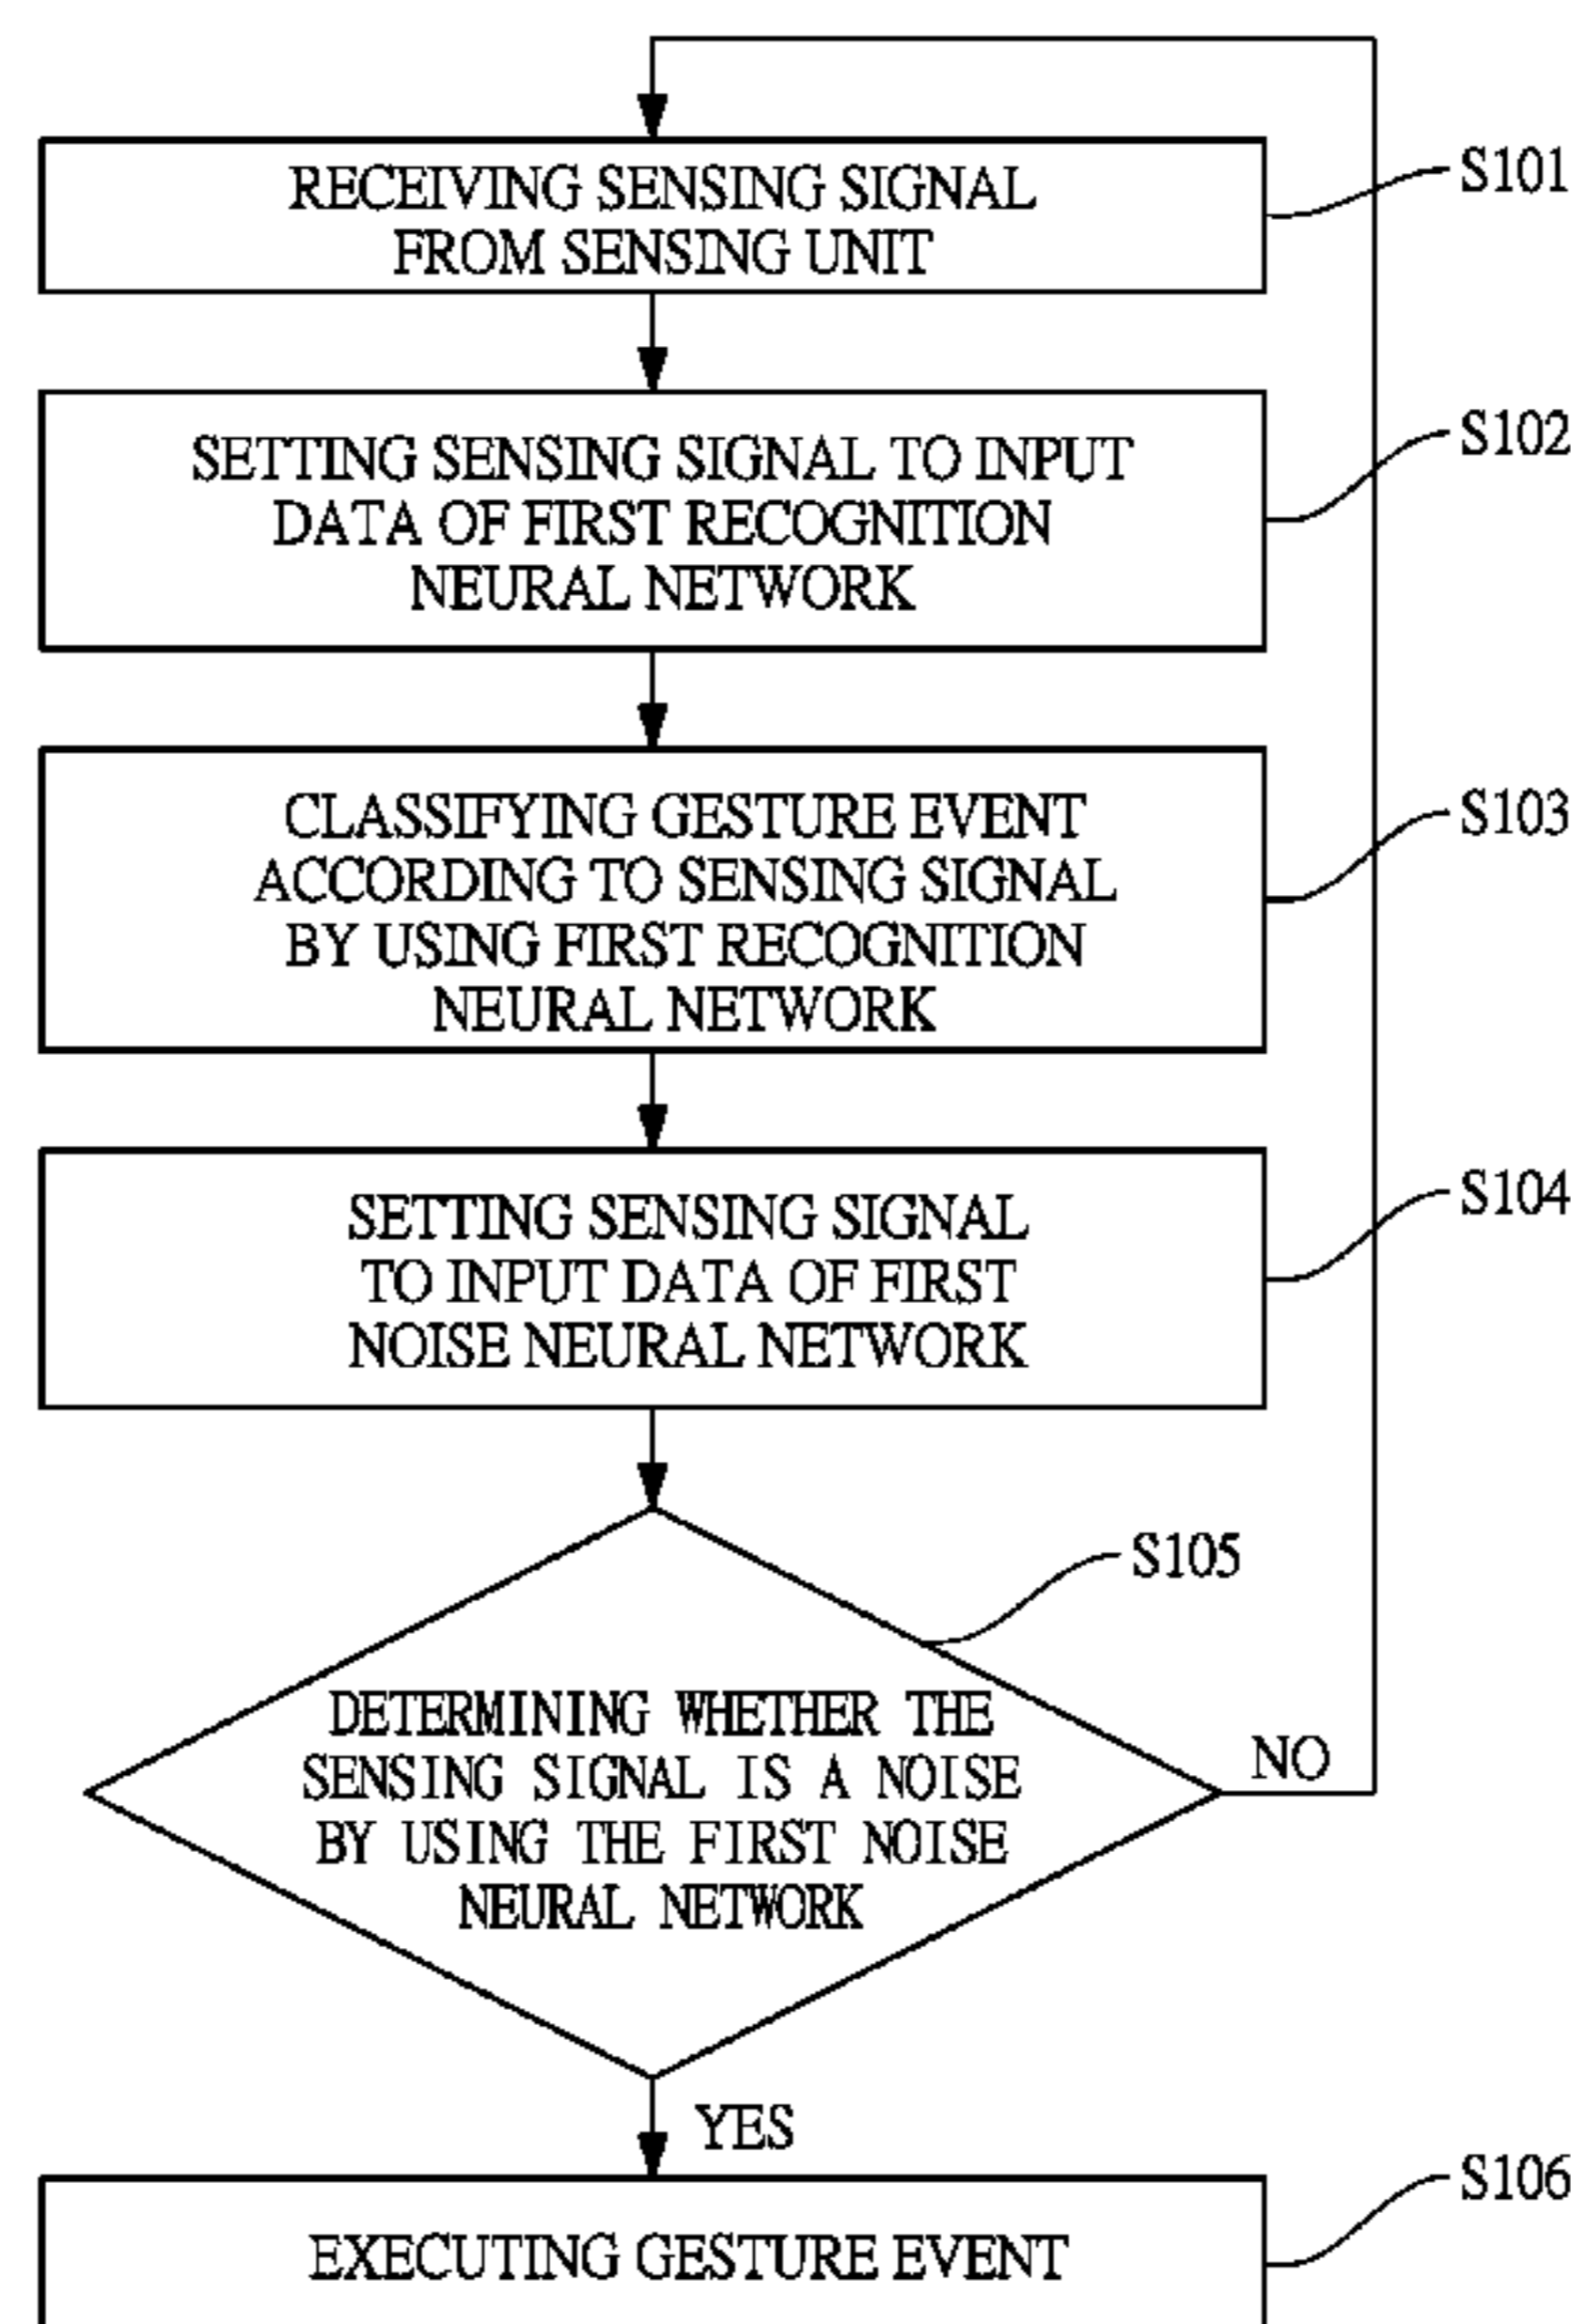 RECEIVING SENSING SIGNAL
FROM SENSING UNIT
S101
SETTING SENSING SIGNAL TO INPUT
DATA OF FIRST RECOGNITION
NEURAL NETWORK
S102
CLASSIFYING GESTURE EVENT
ACCORDING TO SENSING SIGNAL
BY USING FIRST RECOGNITION
NEURAL NETWORK
S103
SETTING SENSING SIGNAL
TO INPUT DATA OF FIRST
NOISE NEURAL NETWORK
S104
S105
DETERMINING WHETHER THE
SENSING SIGNAL IS A NOISE
BY USING THE FIRST NOISE
NEURAL NETWORK
NO
YES
EXECUTING GESTURE EVENT
S106